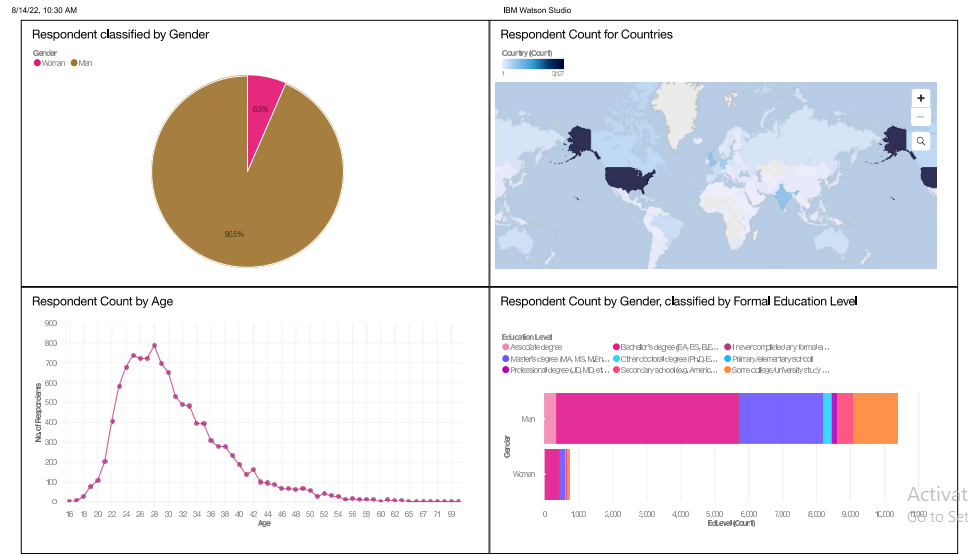 8/14/22, 10:30 AM
IBM Watson Studio
Respondent classified by Gender
Gender
Woman Man
6.5%
93.5%
Respondent Count for Countries
Country (Count)
1 3,127
+
−
Respondent Count by Age
900
800
700
600
500
400
300
200
100
0
No. of Respondents
16 18 20 22 24 26 28 30 32 34 36 38 40 42 44 46 48 50 52 54 56 58 60 62 65 67 71 99
Age
Respondent Count by Gender, classified by Formal Education Level
Education Level
Associate degree
Bachelor's degree (BA, BS, B.E...
I never completed any formal e...
Master's degree (MA, MS, M.En...
Other doctoral degree (Ph.D, E...
Primary/elementary school
Professional degree (JD, MD, et...
Secondary school (e.g. Americ...
Some college/university study ...
Gender
Man
Woman
0 1,000 2,000 3,000 4,000 5,000 6,000 7,000 8,000 9,000 10,000 11,000
EdLevel (Count)
Activat
Go to Set